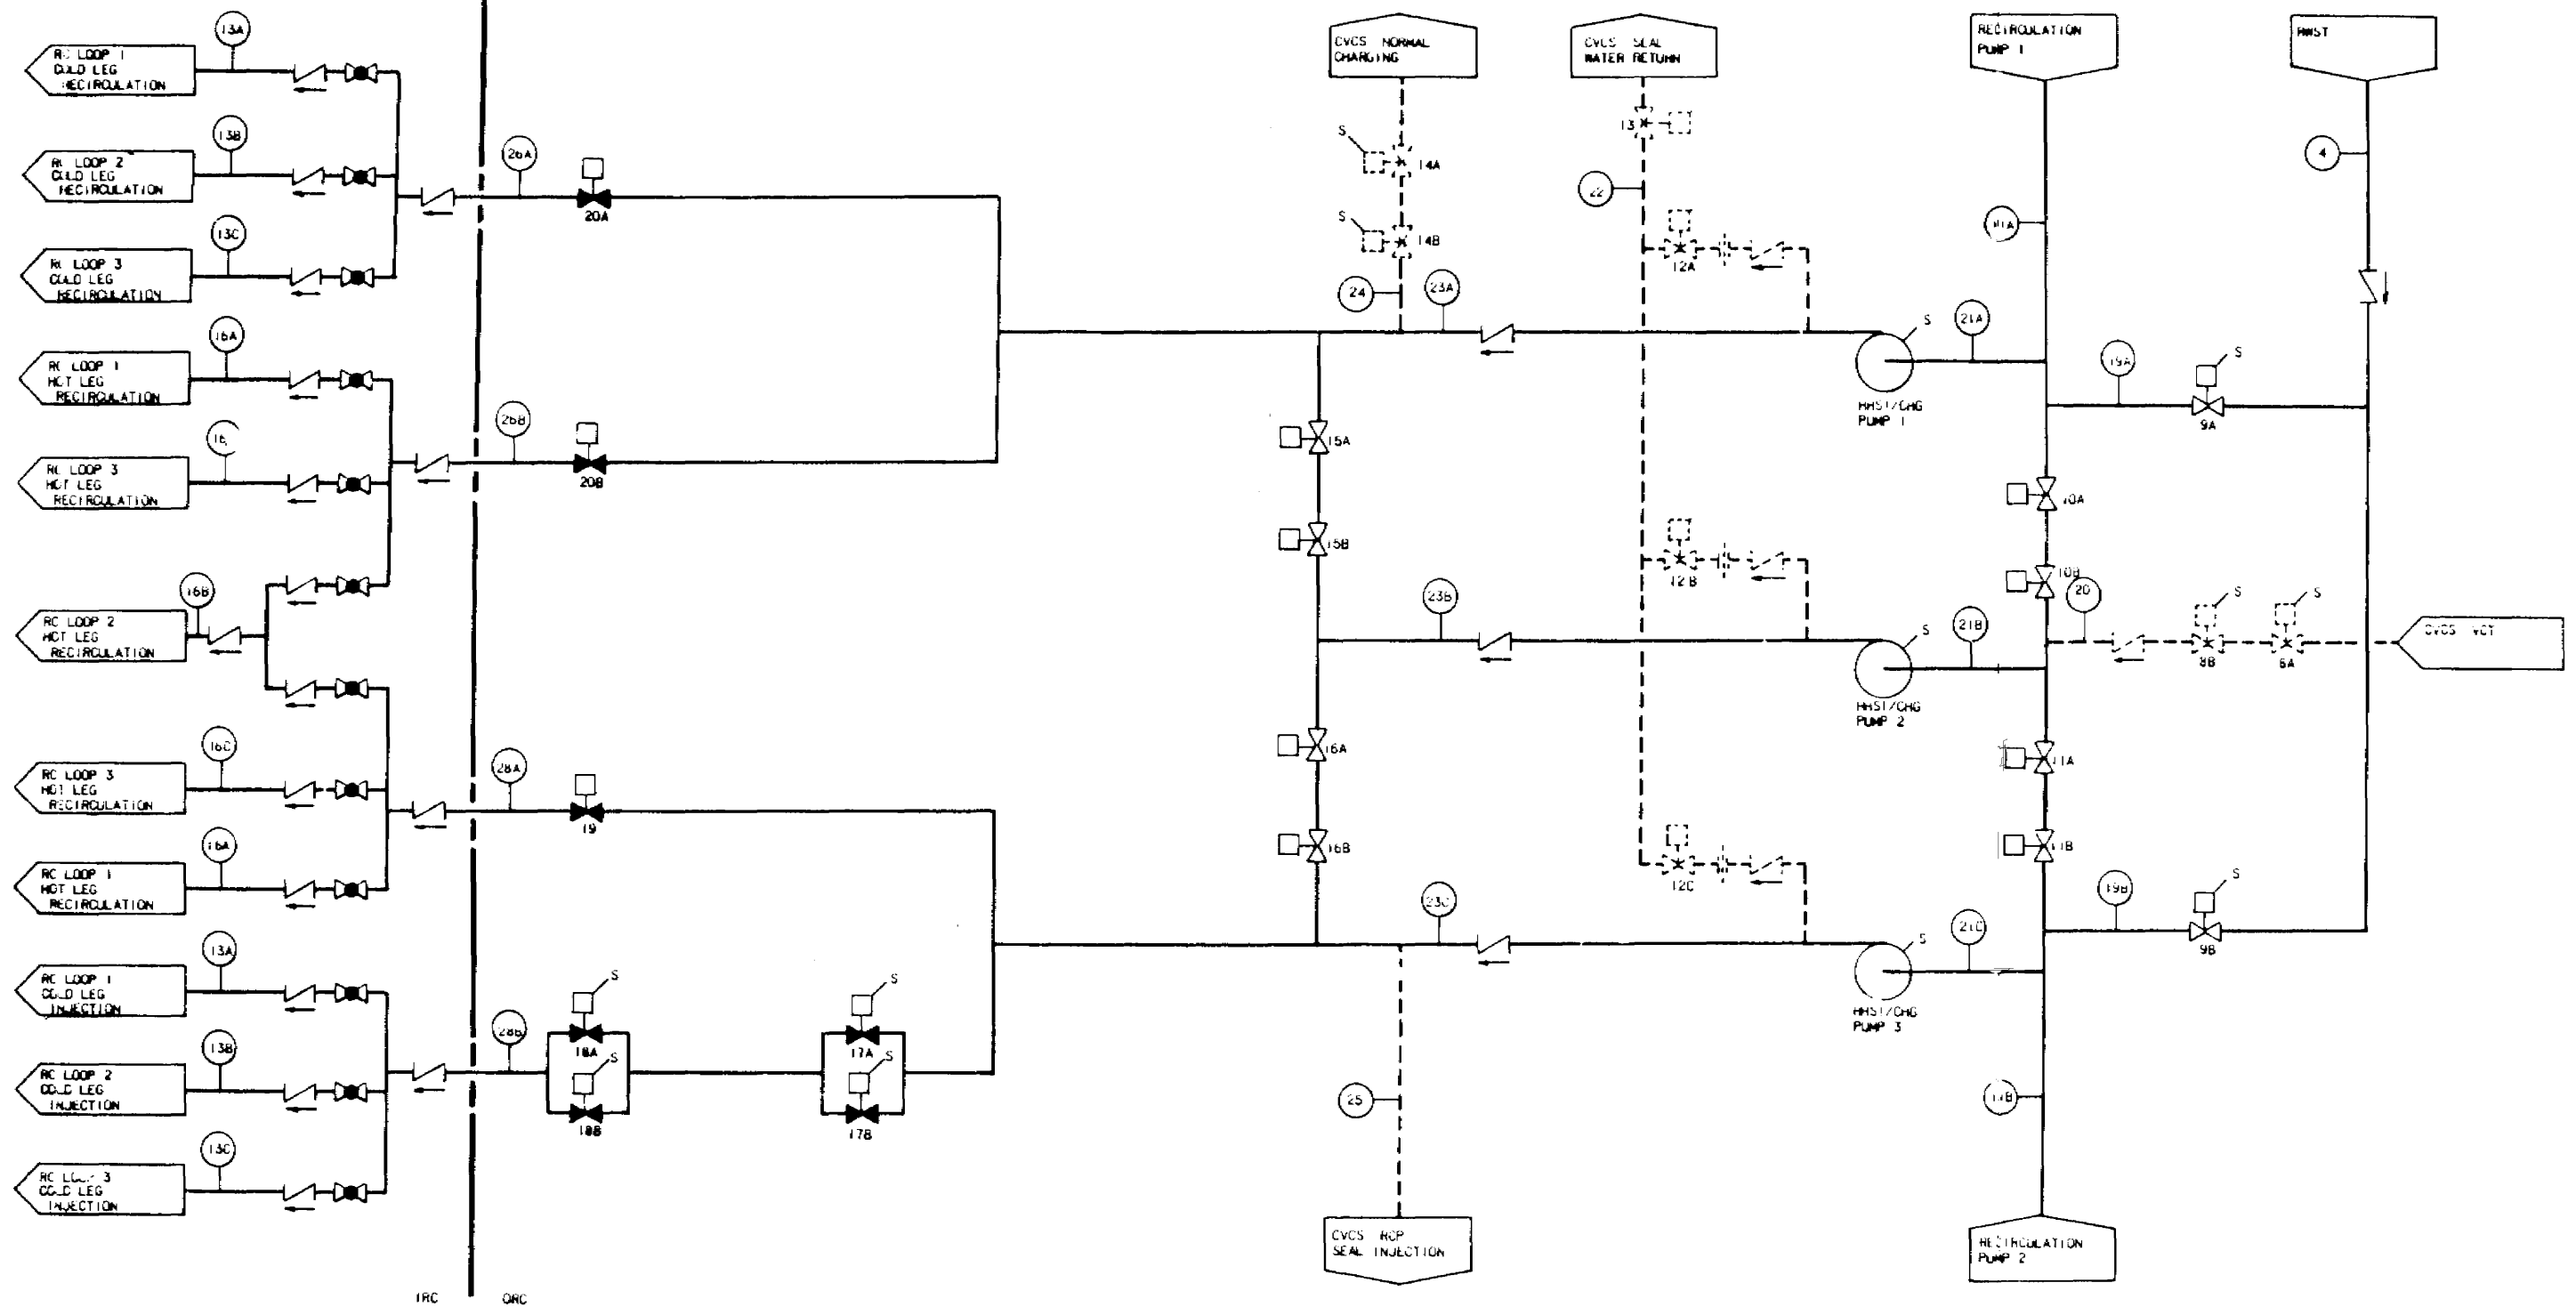 13A
RC LOOP 1
COLD LEG
RECIRCULATION
13B
RC LOOP 2
COLD LEG
RECIRCULATION
13C
RC LOOP 3
COLD LEG
RECIRCULATION
16A
RC LOOP 1
HOT LEG
RECIRCULATION
16
RC LOOP 3
HOT LEG
RECIRCULATION
16B
RC LOOP 2
HOT LEG
RECIRCULATION
16C
RC LOOP 3
HOT LEG
RECIRCULATION
16A
RC LOOP 1
HOT LEG
RECIRCULATION
13A
RC LOOP 1
COLD LEG
INJECTION
13B
RC LOOP 2
COLD LEG
INJECTION
13C
RC LOOP 3
COLD LEG
INJECTION
IRC
ORC
26A
20A
26B
20B
28A
19
28B
S
18A
S
18B
S
17A
S
17B
CVCS NORMAL
CHARGING
S
14A
S
14B
24
23A
15A
15B
23B
16A
16B
23C
25
CVCS RCP
SEAL INJECTION
CVCS SEAL
WATER RETURN
13
22
12A
12B
12C
S
HHSI/CHG
PUMP 1
21A
S
HHSI/CHG
PUMP 2
21B
S
HHSI/CHG
PUMP 3
21C
RECIRCULATION
PUMP 1
19A
S
9A
10A
10B
20
S
8B
S
CVCS VCT
11A
11B
19B
S
9B
RECIRCULATION
PUMP 2
RWST
4